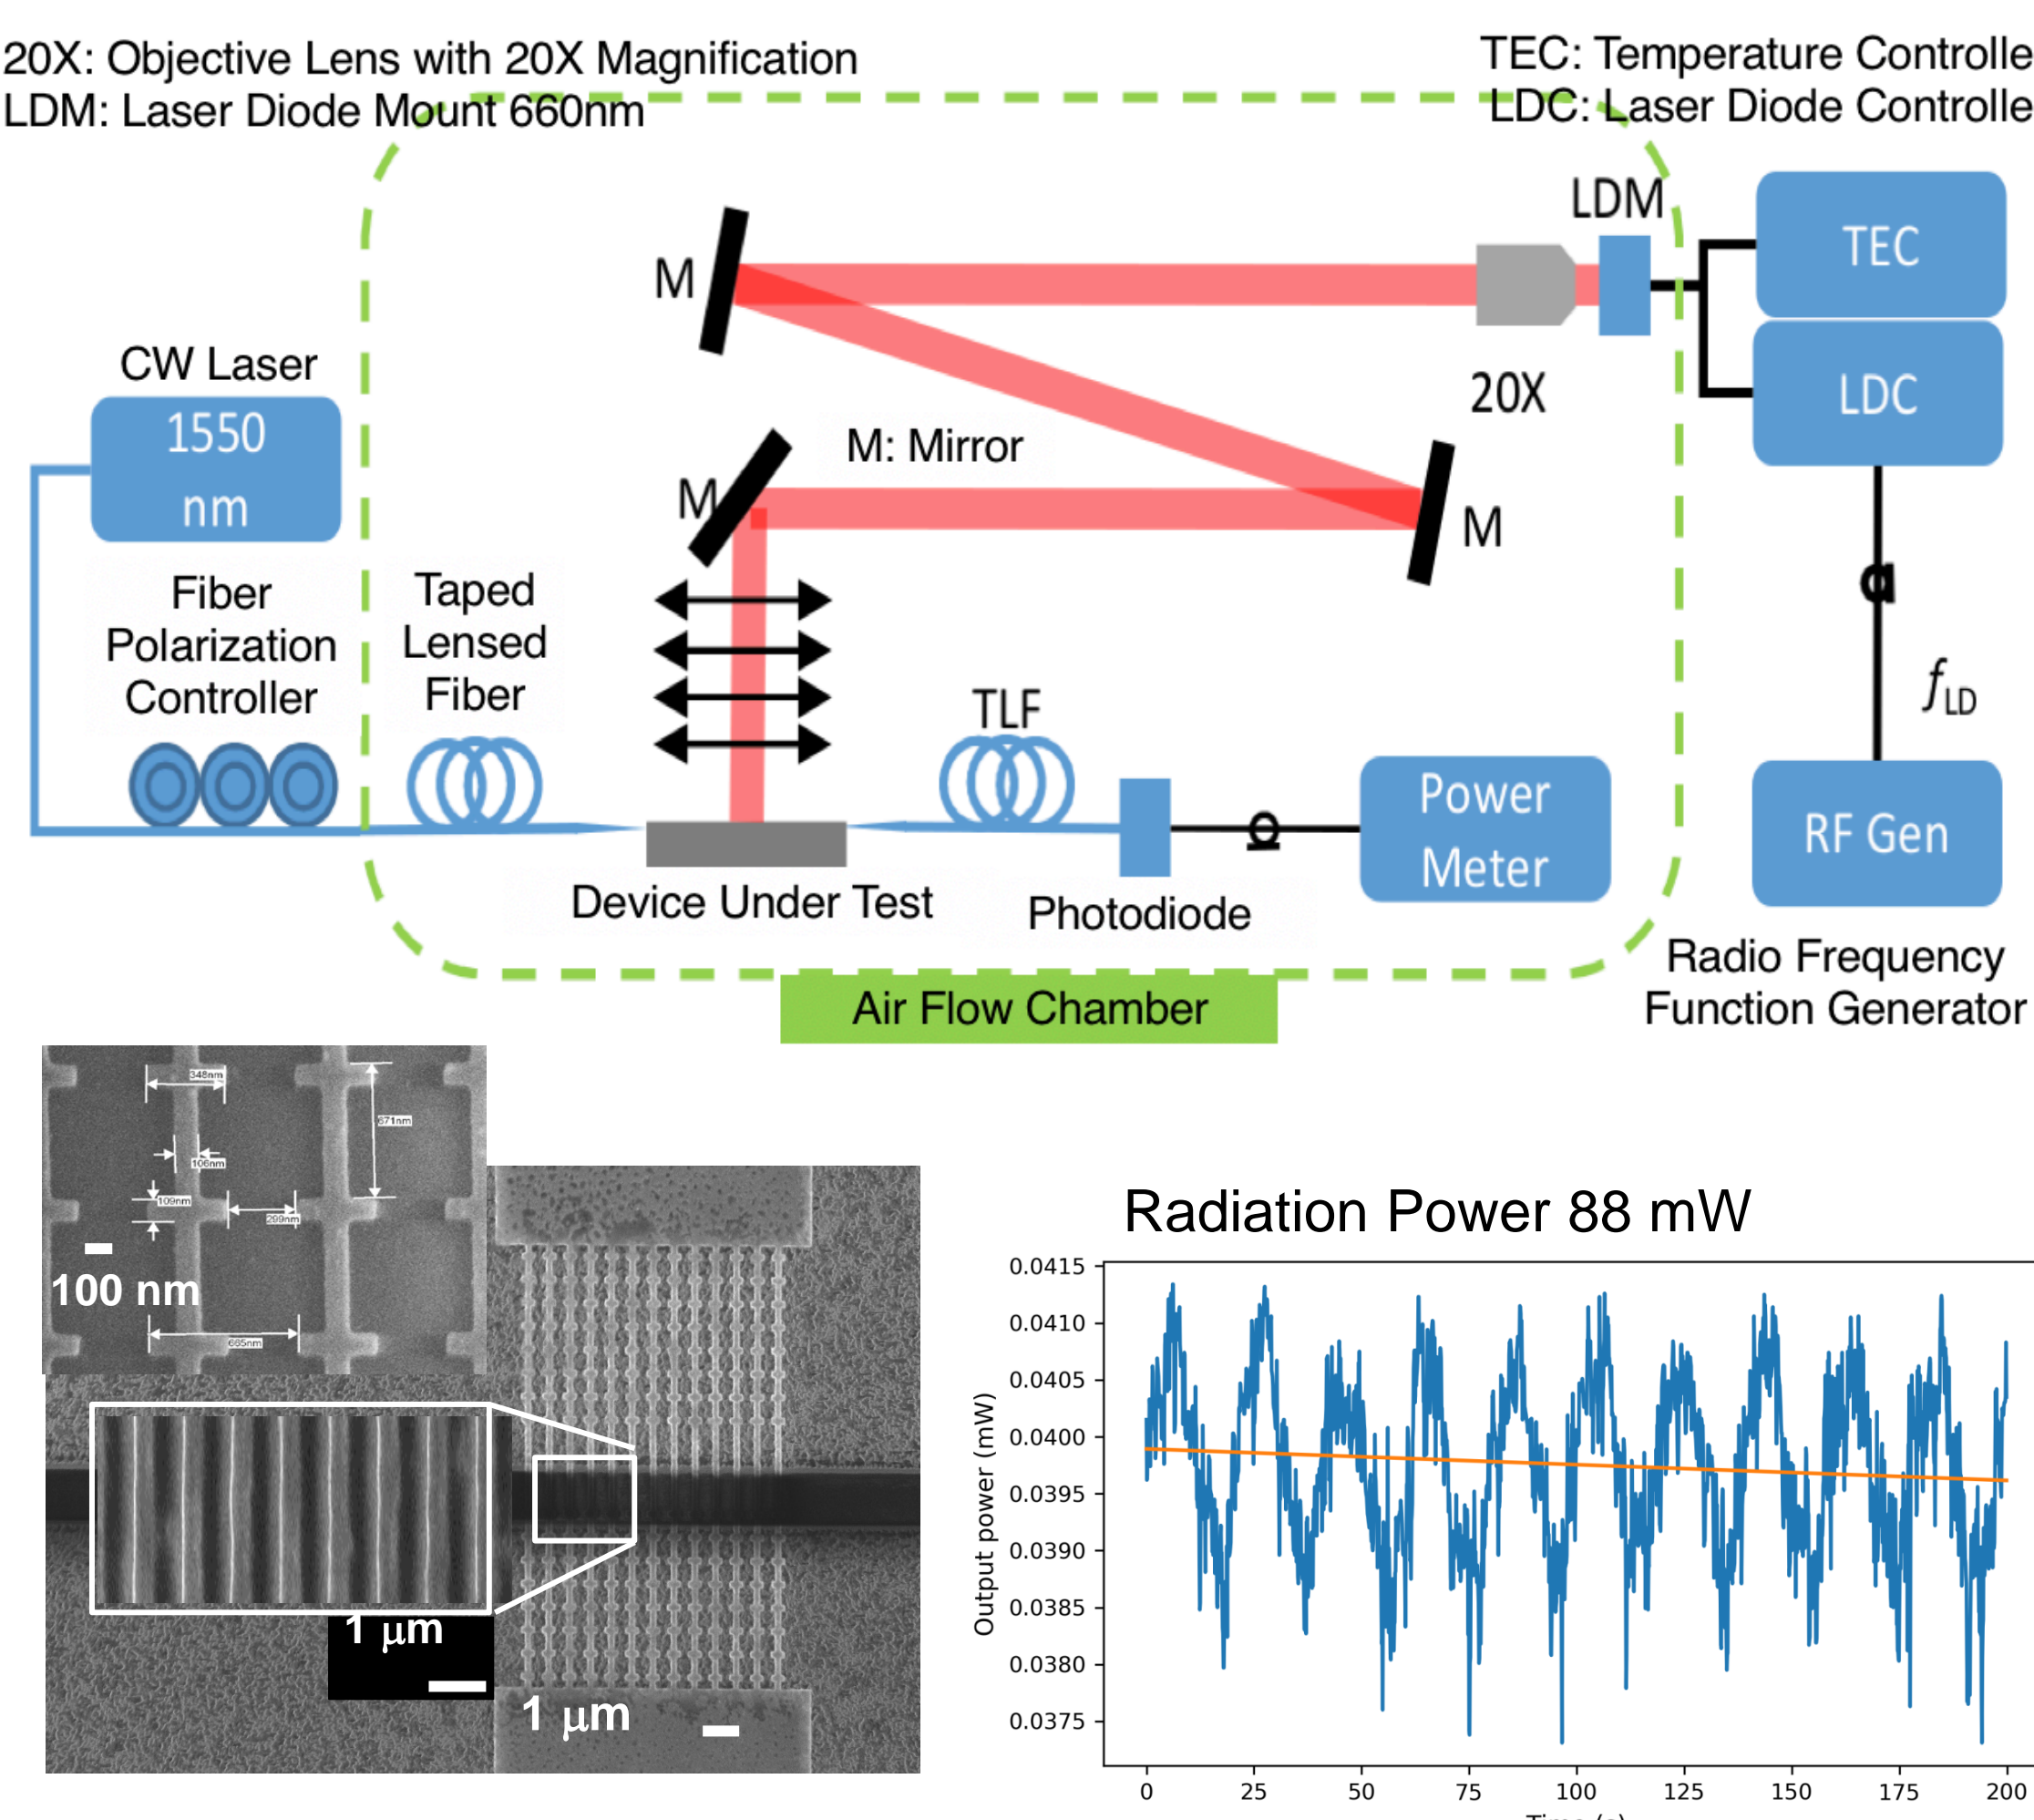 20X: Objective Lens with 20X Magnification
LDM: Laser Diode Mount 660nm
TEC: Temperature Controlle
LDC: Laser Diode Controlle
LDM
TEC
M
CW Laser
20X
LDC
1550
nm
M: Mirror
M
M
Fiber
Polarization
Controller
Taped
Lensed
Fiber
TLF
fLD
Power
Meter
RF Gen
Device Under Test
Photodiode
Radio Frequency
Function Generator
Air Flow Chamber
348nm
671nm
106nm
109nm
299nm
100 nm
665nm
1 μm
1 μm
Radiation Power 88 mW
Output power (mW)
0.0415
0.0410
0.0405
0.0400
0.0395
0.0390
0.0385
0.0380
0.0375
0 25 50 75 100 125 150 175 200
Time (s)